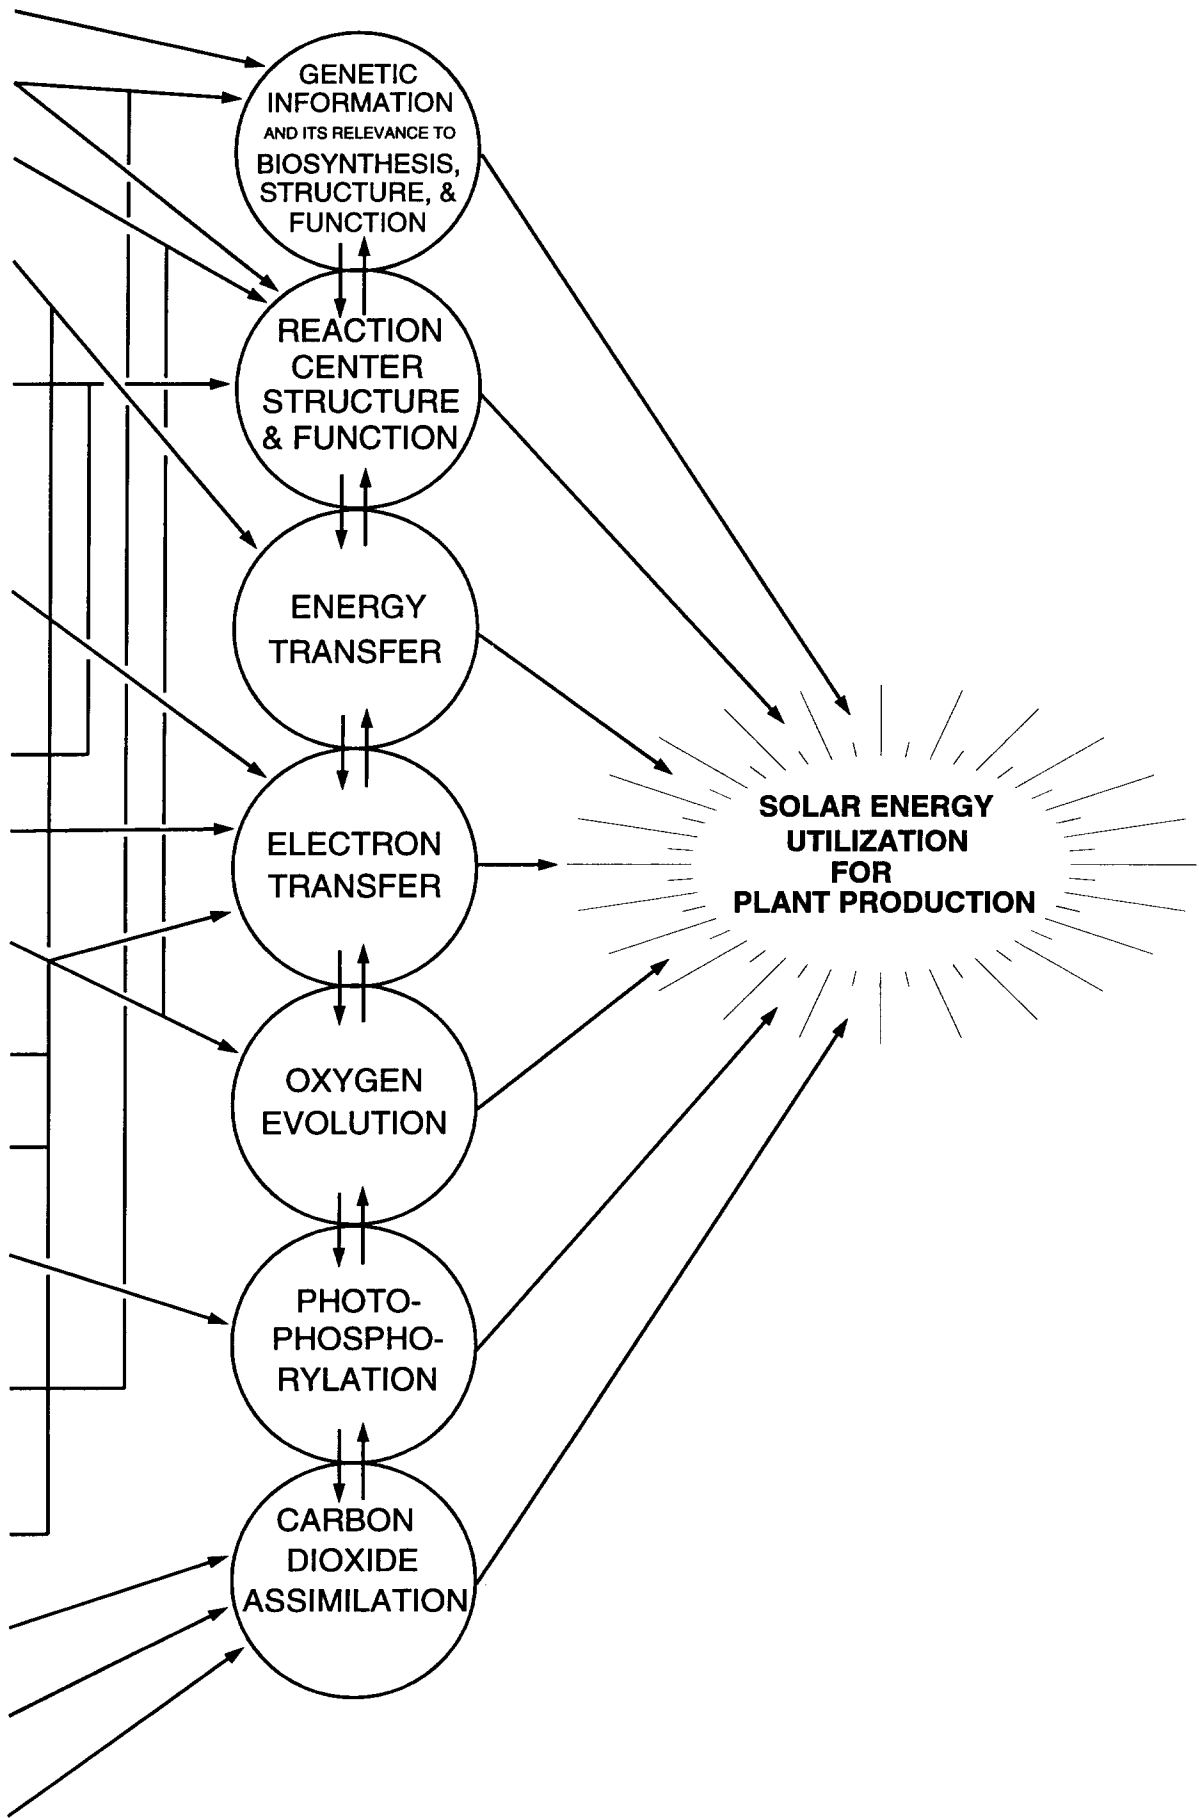 GENETIC
INFORMATION
AND ITS RELEVANCE TO
BIOSYNTHESIS,
STRUCTURE, &
FUNCTION
REACTION
CENTER
STRUCTURE
& FUNCTION
ENERGY
TRANSFER
ELECTRON
TRANSFER
OXYGEN
EVOLUTION
PHOTO-
PHOSPHO-
RYLATION
CARBON
DIOXIDE
ASSIMILATION
SOLAR ENERGY
UTILIZATION
FOR
PLANT PRODUCTION